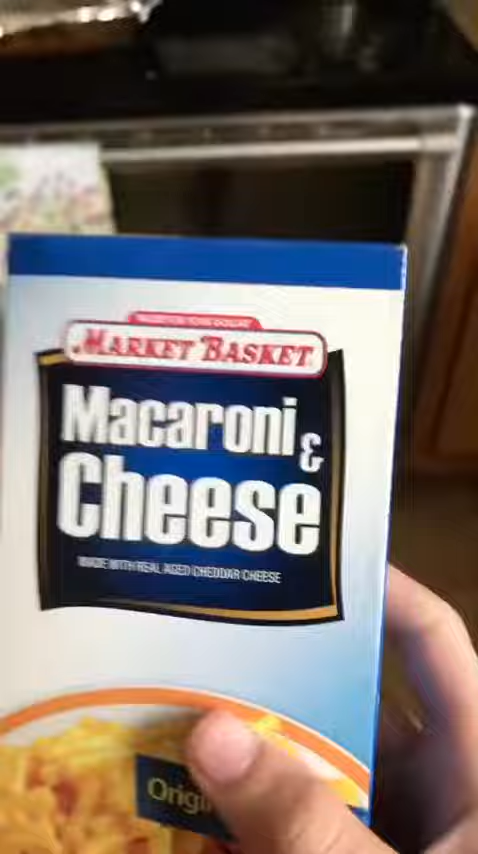 MARKET BASKET
Macaroni
&
Cheese
MADE WITH REAL AGED CHEDDAR CHEESE